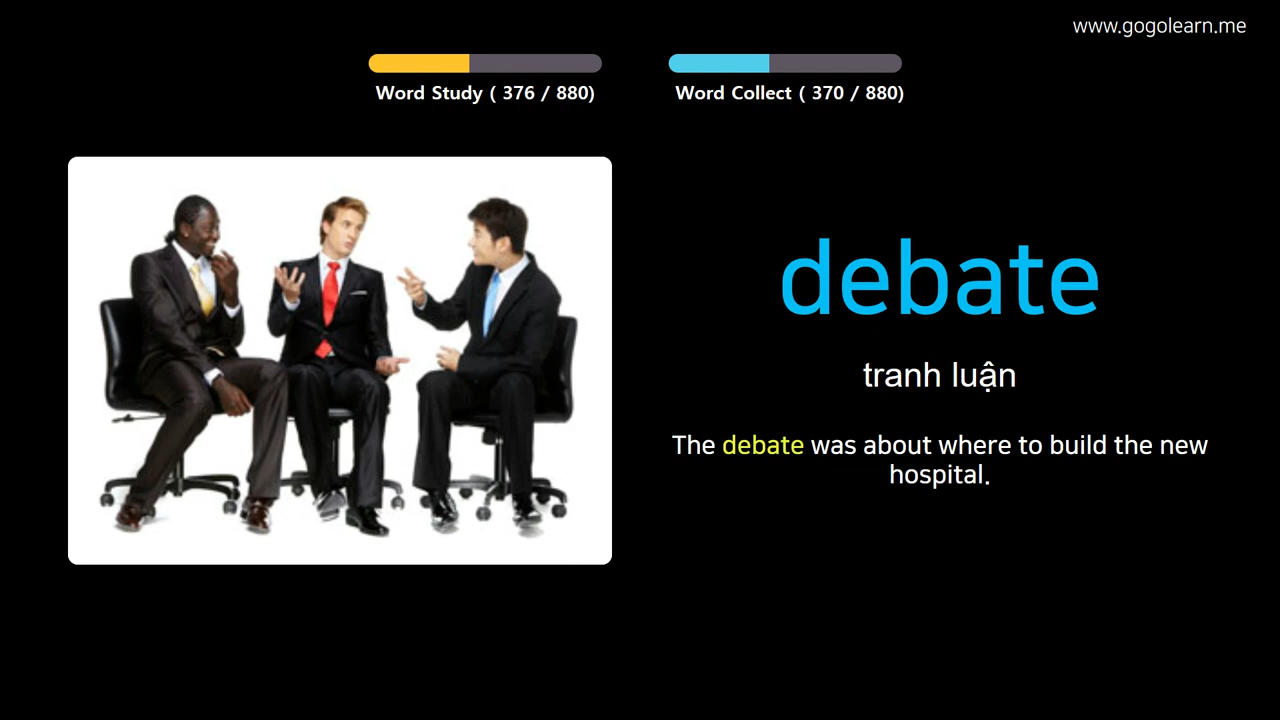 www.gogolearn.me
Word Study ( 376 / 880)
Word Collect ( 370 / 880)
debate
tranh luận
The debate was about where to build the new
hospital.